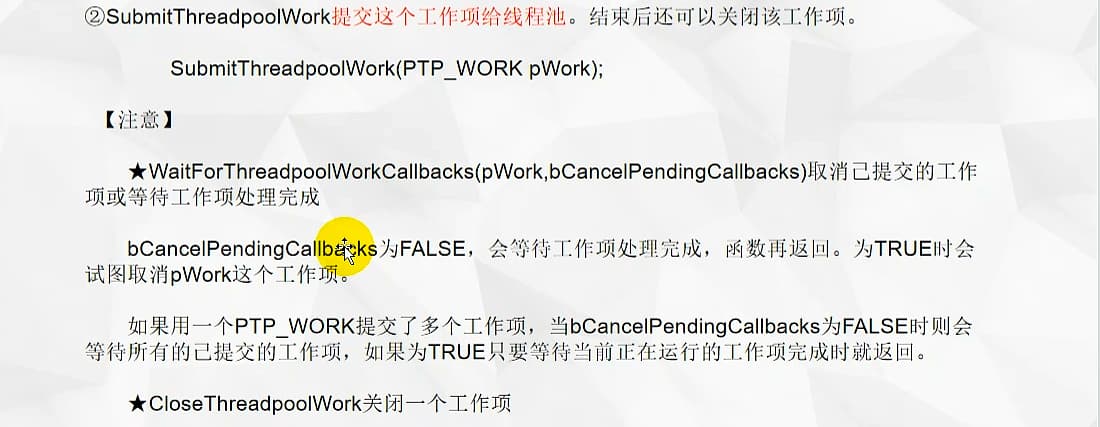 ②SubmitThreadpoolWork提交这个工作项给线程池。结束后还可以关闭该工作项。
SubmitThreadpoolWork(PTP_WORK pWork);
【注意】
★WaitForThreadpoolWorkCallbacks(pWork,bCancelPendingCallbacks)取消己提交的工作
项或等待工作项处理完成
bCancelPendingCallbacks为FALSE，会等待工作项处理完成，函数再返回。为TRUE时会
试图取消pWork这个工作项。
如果用一个PTP_WORK提交了多个工作项，当bCancelPendingCallbacks为FALSE时则会
等待所有的己提交的工作项，如果为TRUE只要等待当前正在运行的工作项完成时就返回。
★CloseThreadpoolWork关闭一个工作项